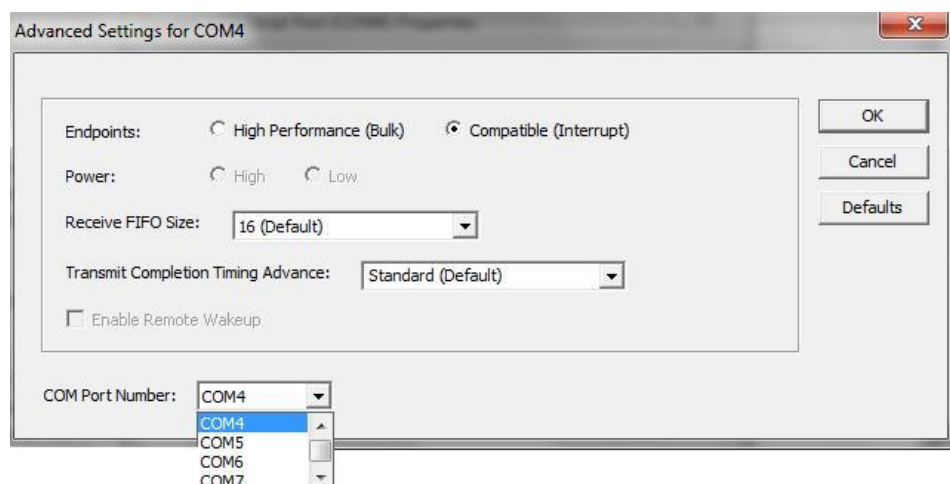 Advanced Settings for COM4
Endpoints: High Performance (Bulk) Compatible (Interrupt)
OK
Power: High Low
Cancel
Receive FIFO Size: 16 (Default)
Defaults
Transmit Completion Timing Advance: Standard (Default)
Enable Remote Wakeup
COM Port Number: COM4
COM4
COM5
COM6
COM7